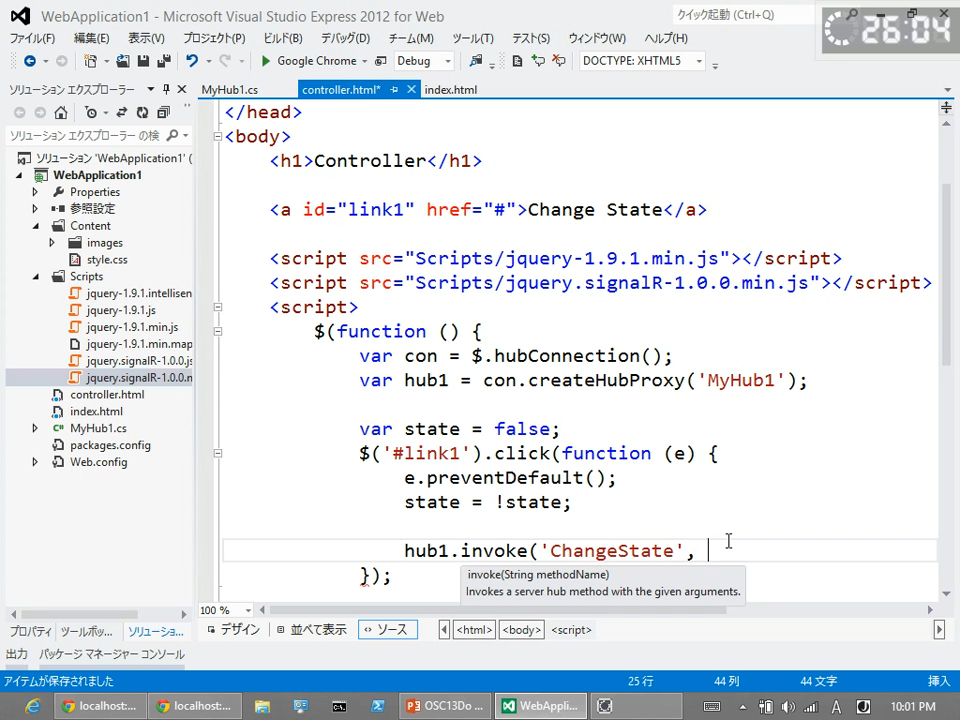 WebApplication1 - Microsoft Visual Studio Express 2012 for Web
クイック起動 (Ctrl+Q)
26:04
ファイル(F) 編集(E) 表示(V) プロジェクト(P) ビルド(B) デバッグ(D) チーム(M) ツール(T) テスト(S) ウィンドウ(W) ヘルプ(H)
Google Chrome Debug DOCTYPE: XHTML5
ソリューション エクスプローラー
MyHub1.cs controller.html* index.html
ソリューション エクスプローラー の検
ソリューション 'WebApplication1' (
WebApplication1
Properties
参照設定
Content
images
style.css
Scripts
jquery-1.9.1.intellisen
jquery-1.9.1.js
jquery-1.9.1.min.js
jquery-1.9.1.min.map
jquery.signalR-1.0.0.js
jquery.signalR-1.0.0.n
controller.html
index.html
MyHub1.cs
packages.config
Web.config
</head>
<body>
<h1>Controller</h1>
<a id="link1" href="#">Change State</a>
<script src="Scripts/jquery-1.9.1.min.js"></script>
<script src="Scripts/jquery.signalR-1.0.0.min.js"></script>
<script>
$(function () {
var con = $.hubConnection();
var hub1 = con.createHubProxy('MyHub1');
var state = false;
$('#link1').click(function (e) {
e.preventDefault();
state = !state;
hub1.invoke('ChangeState',
});
invoke(String methodName)
Invokes a server hub method with the given arguments.
100 %
プロパティ ツールボッ... ソリューショ...
デザイン 並べて表示 ソース <html> <body> <script>
出力 パッケージ マネージャー コンソール
アイテムが保存されました 25 行 44 列 44 文字 挿入
localhost:... localhost:... OSC13Do ... WebApplic... A 10:01 PM